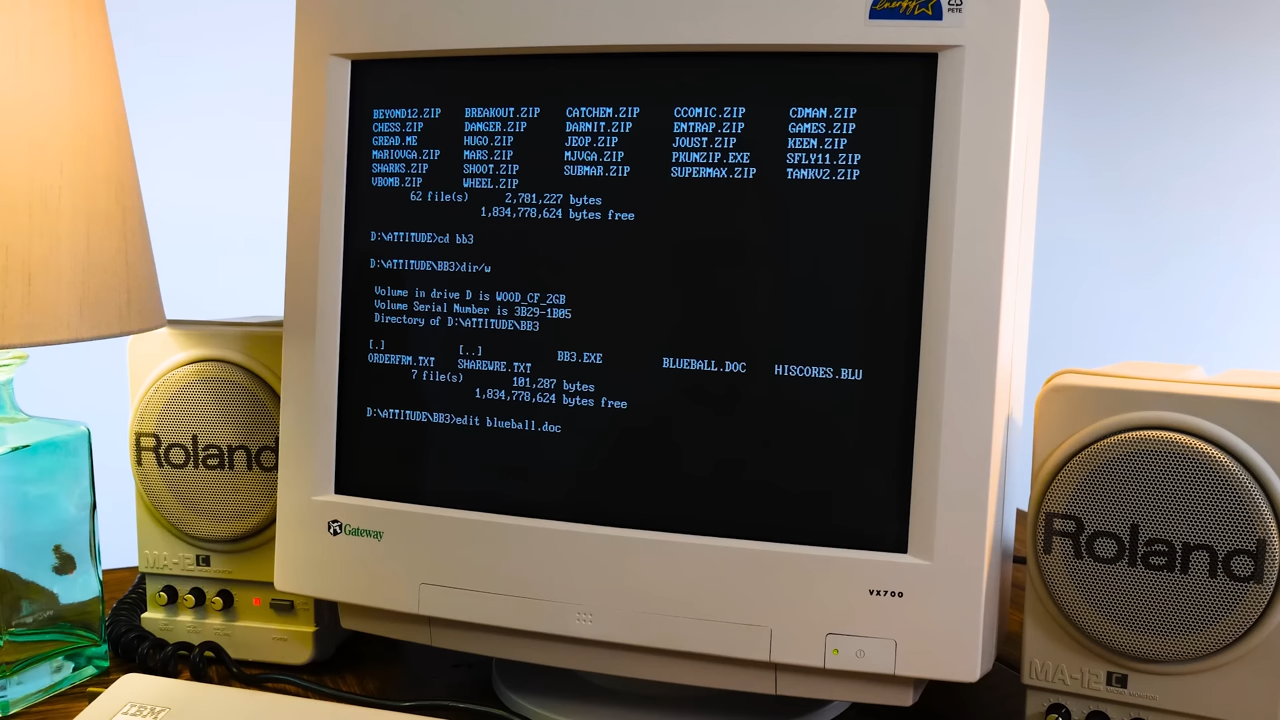 energy
PETE
BEYOND12.ZIP BREAKOUT.ZIP CATCHEM.ZIP CCOMIC.ZIP CDMAN.ZIP
CHESS.ZIP DANGER.ZIP DARNIT.ZIP ENTRAP.ZIP GAMES.ZIP
GREAD.ME HUGO.ZIP JEOP.ZIP JOUST.ZIP KEEN.ZIP
MARIOVGA.ZIP MARS.ZIP MJVGA.ZIP PKUNZIP.EXE SFLY11.ZIP
SHARKS.ZIP SHOOT.ZIP SUBMAR.ZIP SUPERMAX.ZIP TANKV2.ZIP
VBOMB.ZIP WHEEL.ZIP
62 file(s) 2,781,227 bytes
1,834,778,624 bytes free
D:\ATTITUDE>cd bb3
D:\ATTITUDE\BB3>dir/w
Volume in drive D is WOOD_CF_2GB
Volume Serial Number is 3B29-1B05
Directory of D:\ATTITUDE\BB3
[.] [..] BB3.EXE BLUEBALL.DOC HISCORES.BLU
ORDERFRM.TXT SHAREWRE.TXT
7 file(s) 101,287 bytes
1,834,778,624 bytes free
D:\ATTITUDE\BB3>edit blueball.doc
Gateway
VX700
Roland
MA-12C
Roland
MA-12C MICRO MONITOR
IBM